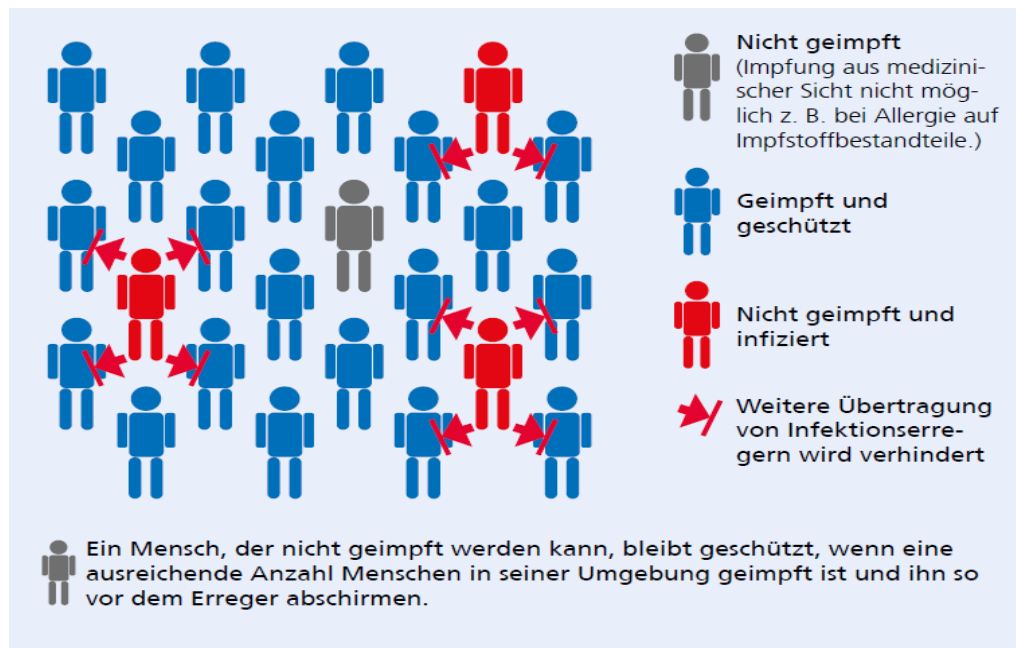 Nicht geimpft
(Impfung aus medizini-
scher Sicht nicht mög-
lich z. B. bei Allergie auf
Impfstoffbestandteile.)
Geimpft und
geschützt
Nicht geimpft und
infiziert
Weitere Übertragung
von Infektionserre-
gern wird verhindert
Ein Mensch, der nicht geimpft werden kann, bleibt geschützt, wenn eine
ausreichende Anzahl Menschen in seiner Umgebung geimpft ist und ihn so
vor dem Erreger abschirmen.